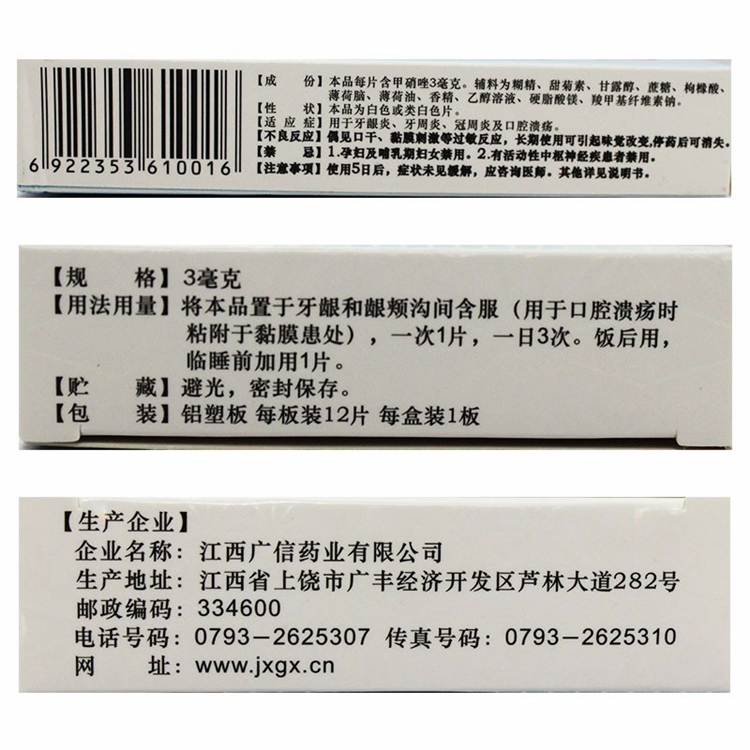 【成 份】本品每片含甲硝唑3毫克。辅料为糊精、甜菊素、甘露醇、蔗糖、枸橼酸、
薄荷脑、薄荷油、香精、乙醇溶液、硬脂酸镁、羧甲基纤维素钠。
【性 状】本品为白色或类白色片。
【适 应 症】用于牙龈炎、牙周炎、冠周炎及口腔溃疡。
【不良反应】偶见口干、黏膜刺激等过敏反应，长期使用可引起味觉改变，停药后可消失。
【禁 忌】1.孕妇及哺乳期妇女禁用。2.有活动性中枢神经疾患者禁用。
【注意事项】使用5日后，症状未见缓解，应咨询医师。其他详见说明书。
6 922353 610016
【规 格】3毫克
【用法用量】将本品置于牙龈和龈颊沟间含服（用于口腔溃疡时
粘附于黏膜患处），一次1片，一日3次。饭后用，
临睡前加用1片。
【贮 藏】避光，密封保存。
【包 装】铝塑板 每板装12片 每盒装1板
【生产企业】
企业名称：江西广信药业有限公司
生产地址：江西省上饶市广丰经济开发区芦林大道282号
邮政编码：334600
电话号码：0793-2625307 传真号码：0793-2625310
网 址：www.jxgx.cn